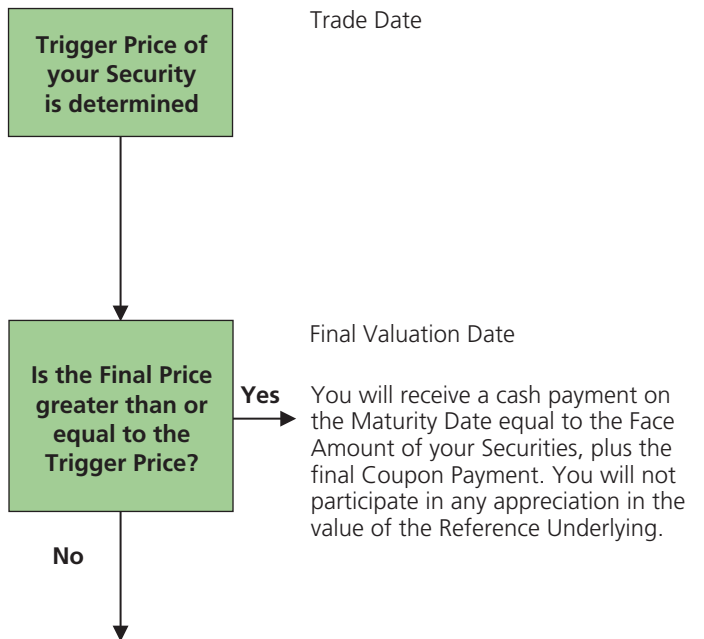 Trigger Price of
your Security
is determined
Trade Date
Is the Final Price
greater than or
equal to the
Trigger Price?
Yes
Final Valuation Date
You will receive a cash payment on
the Maturity Date equal to the Face
Amount of your Securities, plus the
final Coupon Payment. You will not
participate in any appreciation in the
value of the Reference Underlying.
No